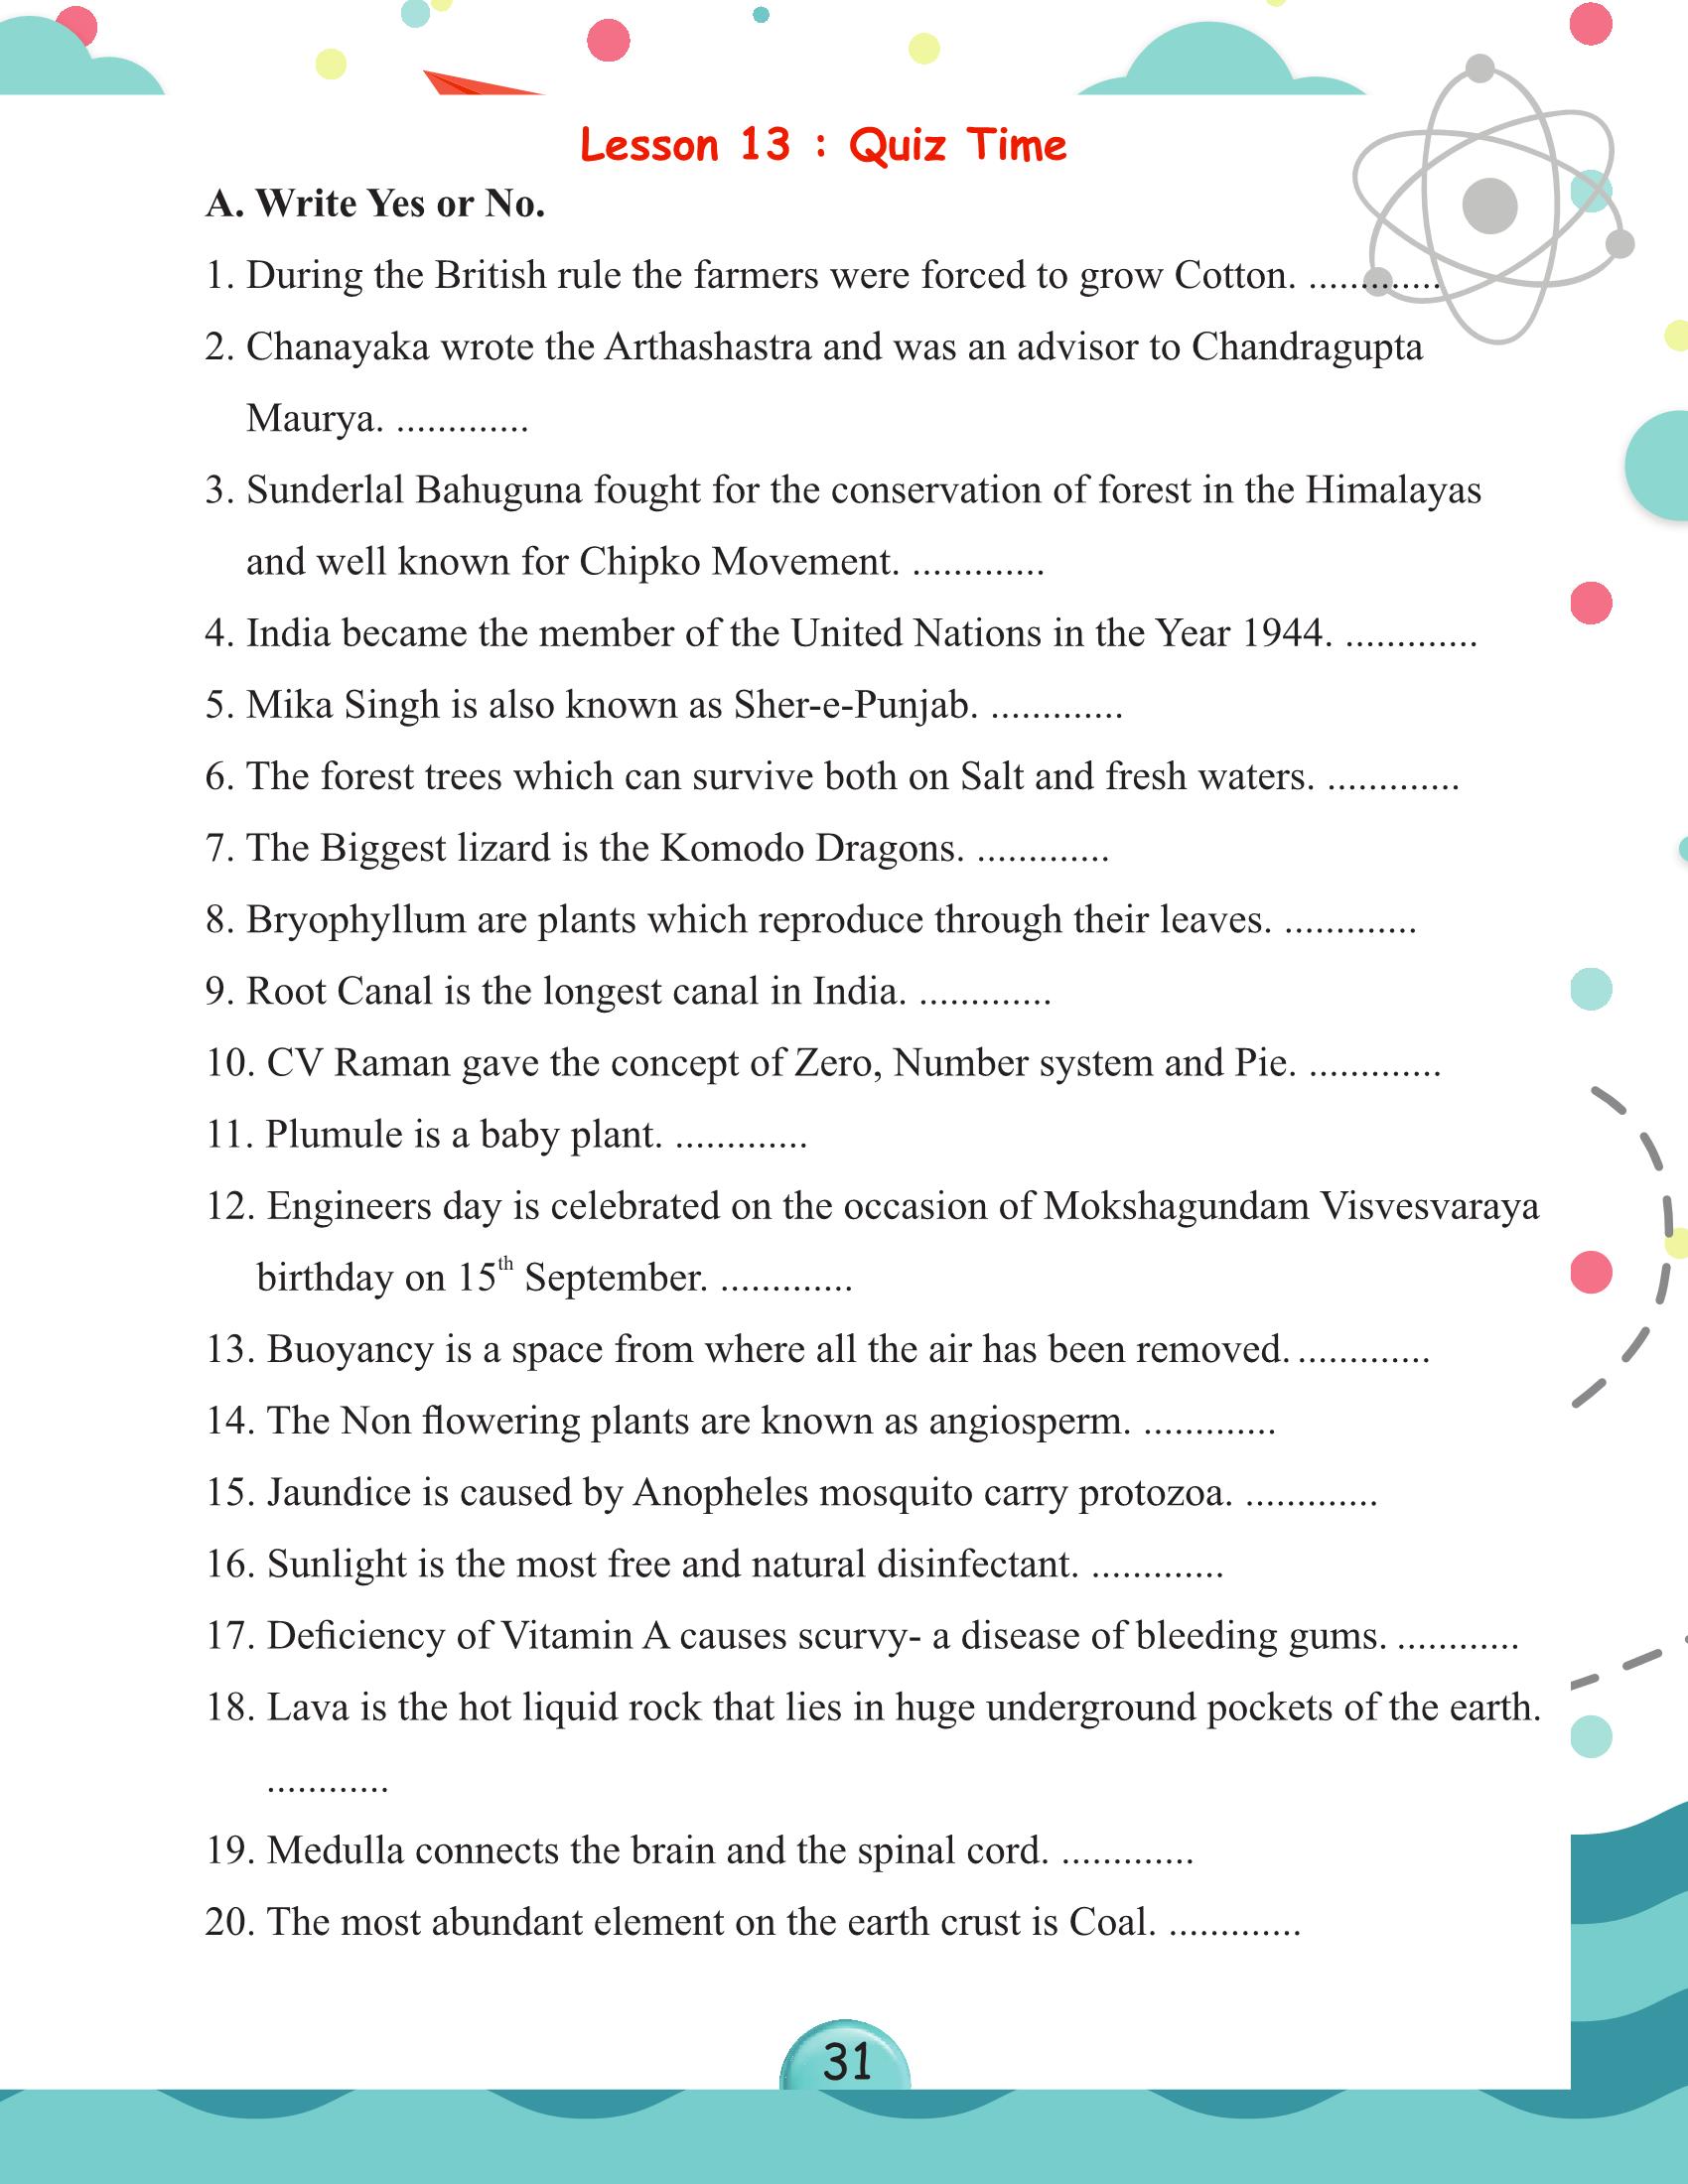 Lesson 13 : Quiz Time
A. Write Yes or No.
1. During the British rule the farmers were forced to grow Cotton. .............
2. Chanayaka wrote the Arthashastra and was an advisor to Chandragupta
Maurya. .............
3. Sunderlal Bahuguna fought for the conservation of forest in the Himalayas
and well known for Chipko Movement. .............
4. India became the member of the United Nations in the Year 1944. .............
5. Mika Singh is also known as Sher-e-Punjab. .............
6. The forest trees which can survive both on Salt and fresh waters. .............
7. The Biggest lizard is the Komodo Dragons. .............
8. Bryophyllum are plants which reproduce through their leaves. .............
9. Root Canal is the longest canal in India. .............
10. CV Raman gave the concept of Zero, Number system and Pie. .............
11. Plumule is a baby plant. .............
12. Engineers day is celebrated on the occasion of Mokshagundam Visvesvaraya
birthday on 15th September. .............
13. Buoyancy is a space from where all the air has been removed. .............
14. The Non flowering plants are known as angiosperm. .............
15. Jaundice is caused by Anopheles mosquito carry protozoa. .............
16. Sunlight is the most free and natural disinfectant. .............
17. Deficiency of Vitamin A causes scurvy- a disease of bleeding gums. ............
18. Lava is the hot liquid rock that lies in huge underground pockets of the earth.
............
19. Medulla connects the brain and the spinal cord. .............
20. The most abundant element on the earth crust is Coal. .............
31